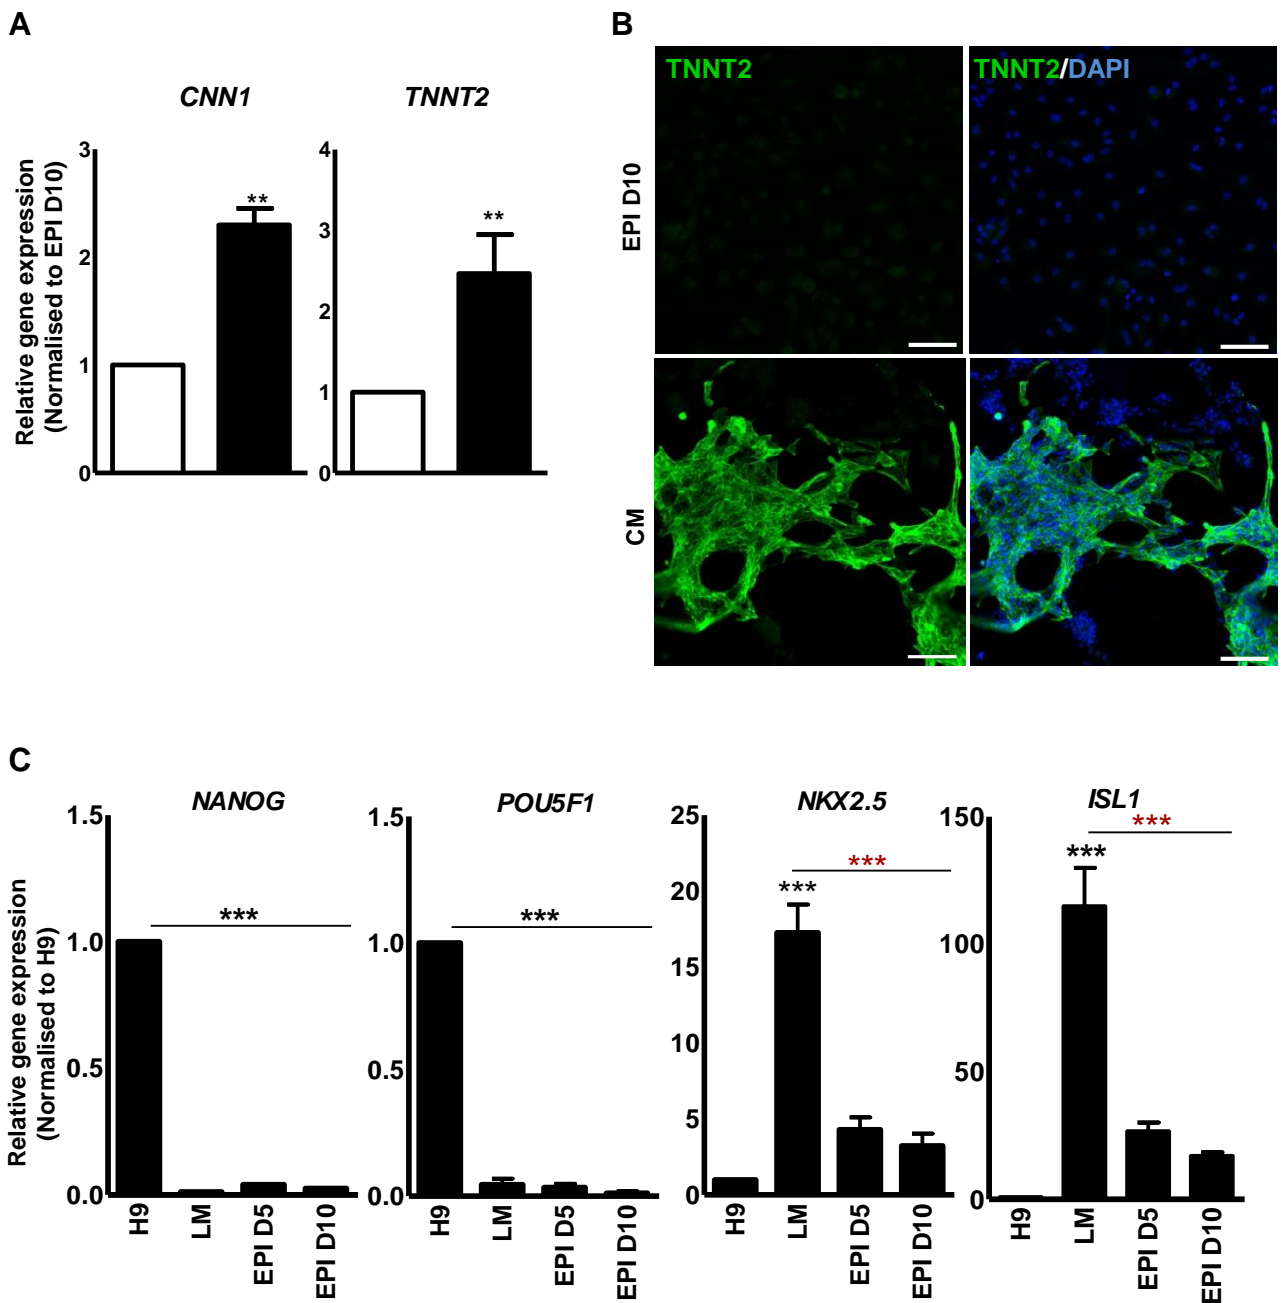 A
CNN1
TNNT2
Relative gene expression
(Normalised to EPI D10)
3
2
1
0
**
4
3
2
1
0
**
B
TNNT2
TNNT2/DAPI
EPI D10
CM
C
NANOG
POU5F1
NKX2.5
ISL1
Relative gene expression
(Normalised to H9)
1.5
1.0
0.5
0.0
***
H9
LM
EPI D5
EPI D10
1.5
1.0
0.5
0.0
***
H9
LM
EPI D5
EPI D10
25
20
15
10
5
0
***
***
H9
LM
EPI D5
EPI D10
150
100
50
0
***
***
H9
LM
EPI D5
EPI D10